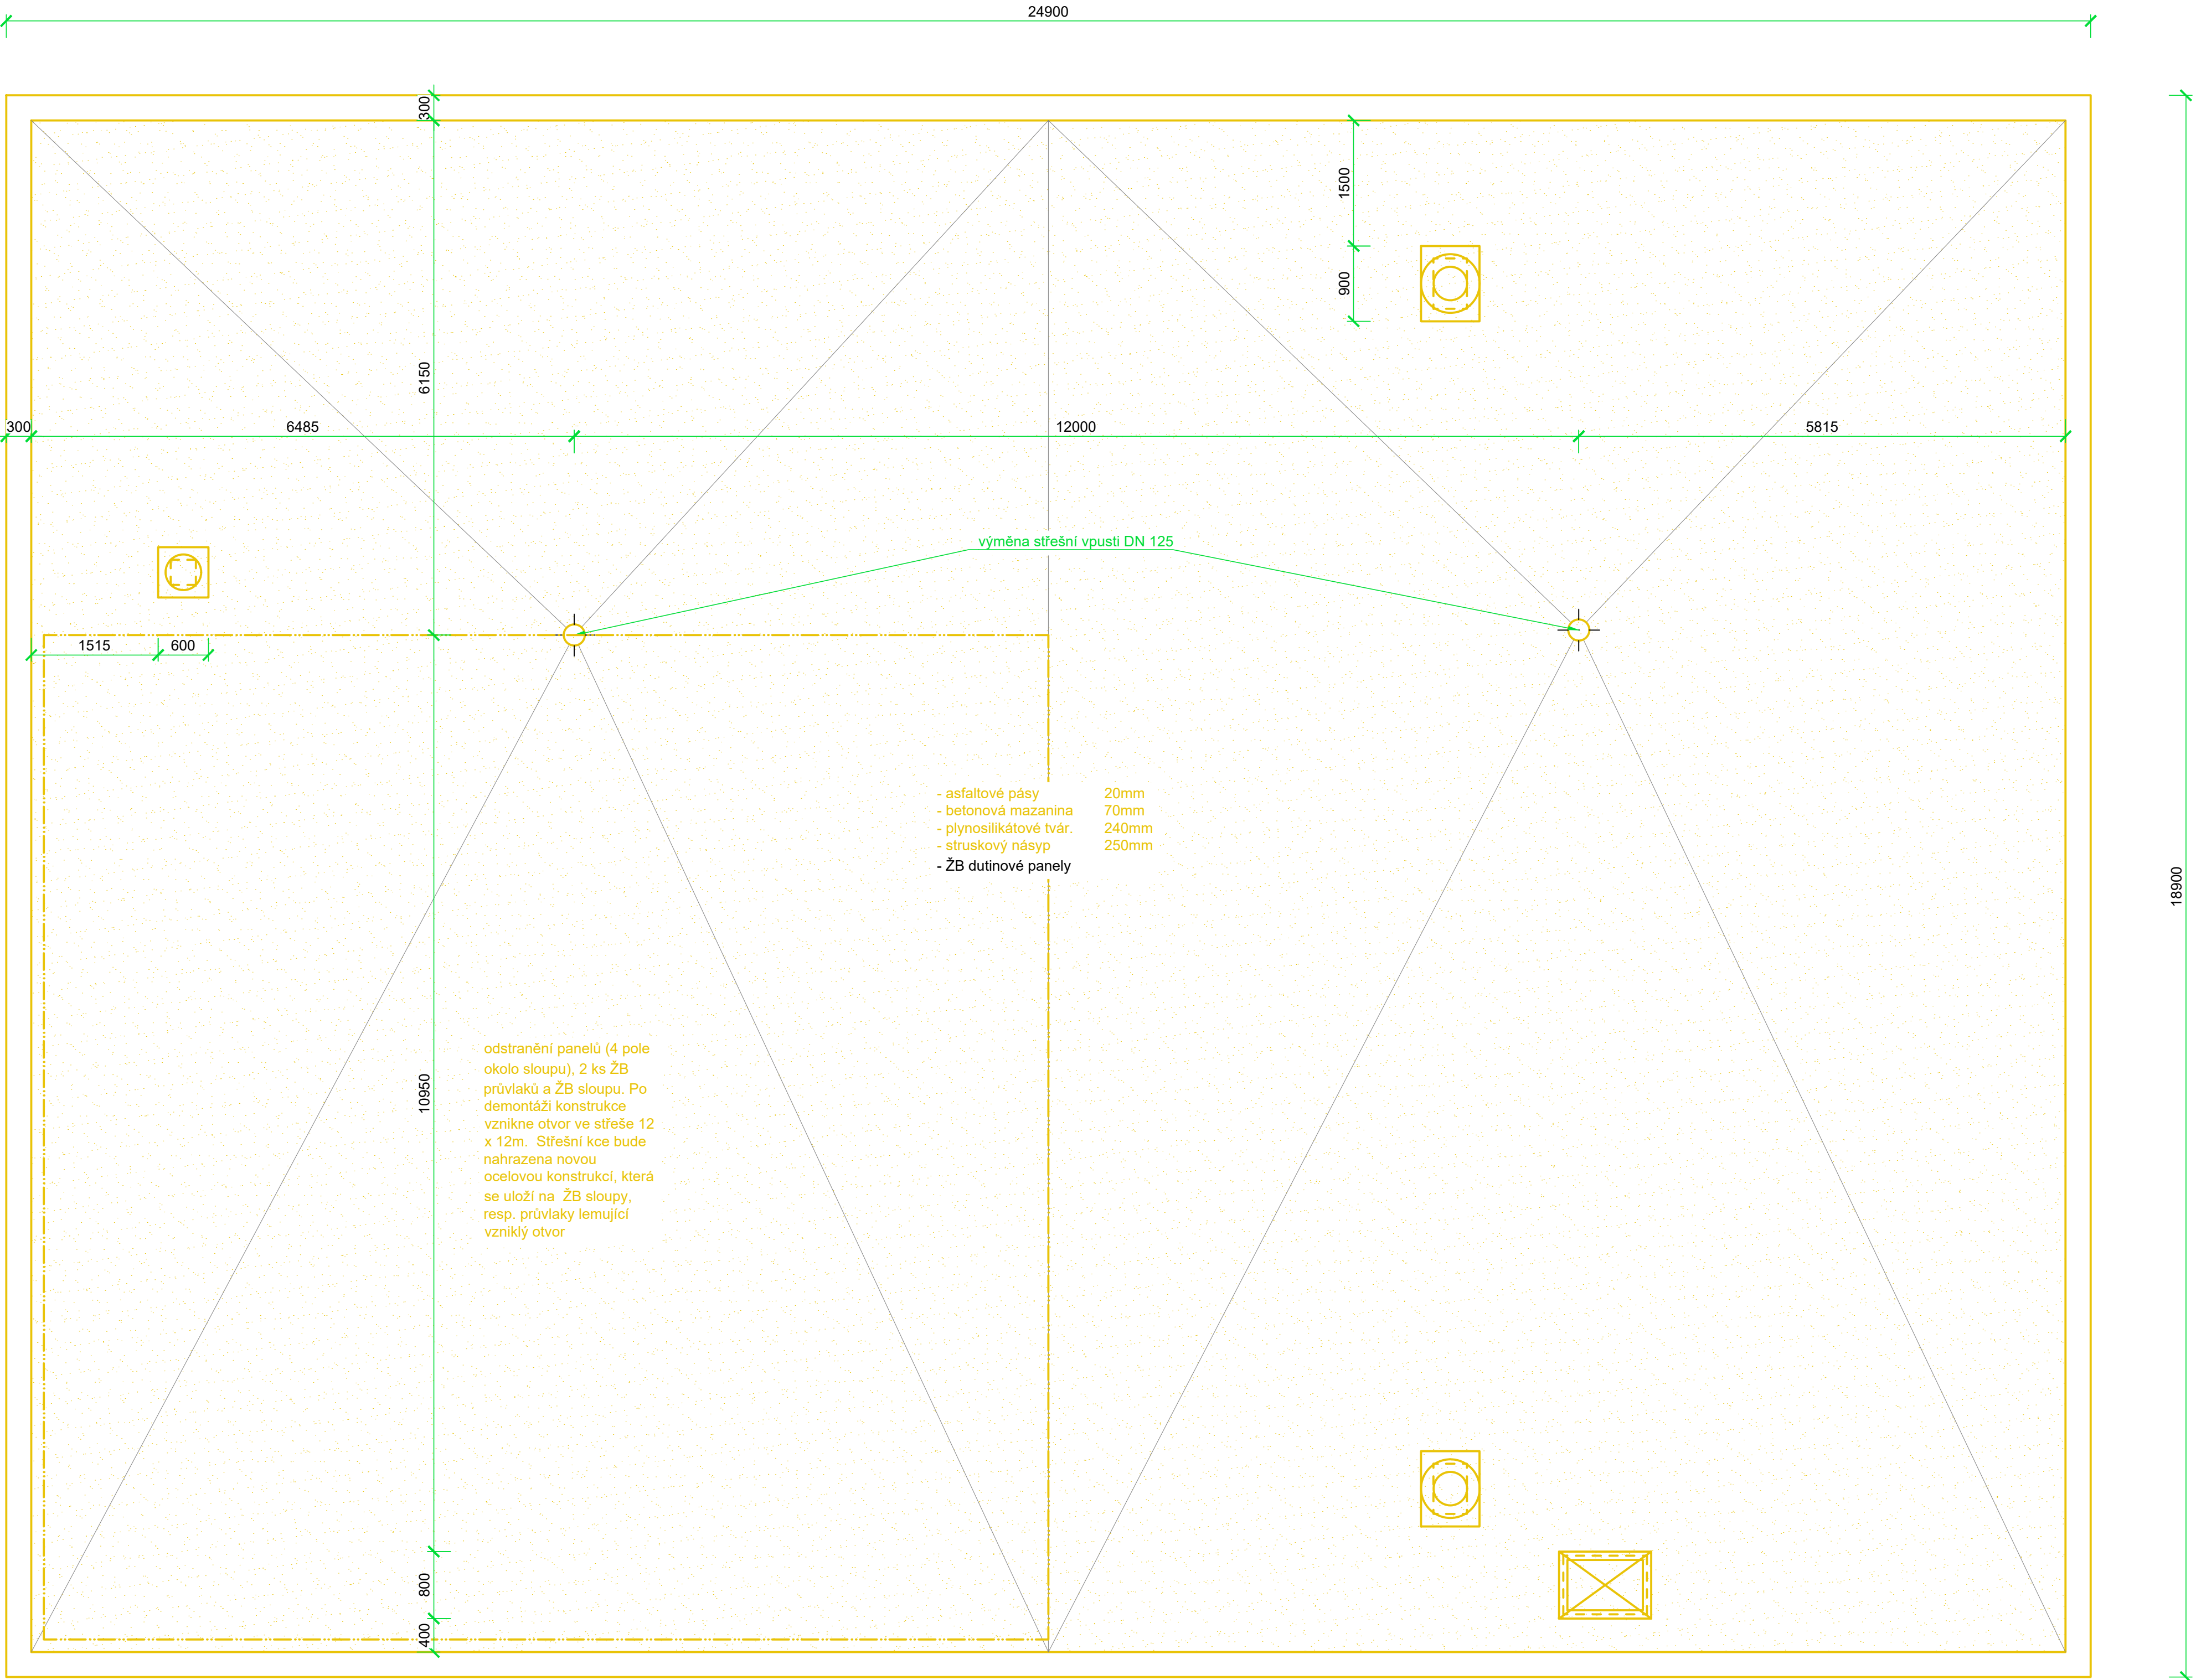 24900
300
1500
900
6150
300
6485
12000
5815
výměna střešní vpusti DN 125
1515
600
- asfaltové pásy 20mm
- betonová mazanina 70mm
- plynosilikátové tvár. 240mm
- struskový násyp 250mm
- ŽB dutinové panely
18900
odstranění panelů (4 pole
okolo sloupu), 2 ks ŽB
průvlaků a ŽB sloupu. Po
demontáži konstrukce
vznikne otvor ve střeše 12
x 12m. Střešní kce bude
nahrazena novou
ocelovou konstrukcí, která
se uloží na ŽB sloupy,
resp. průvlaky lemující
vzniklý otvor
10950
800
400